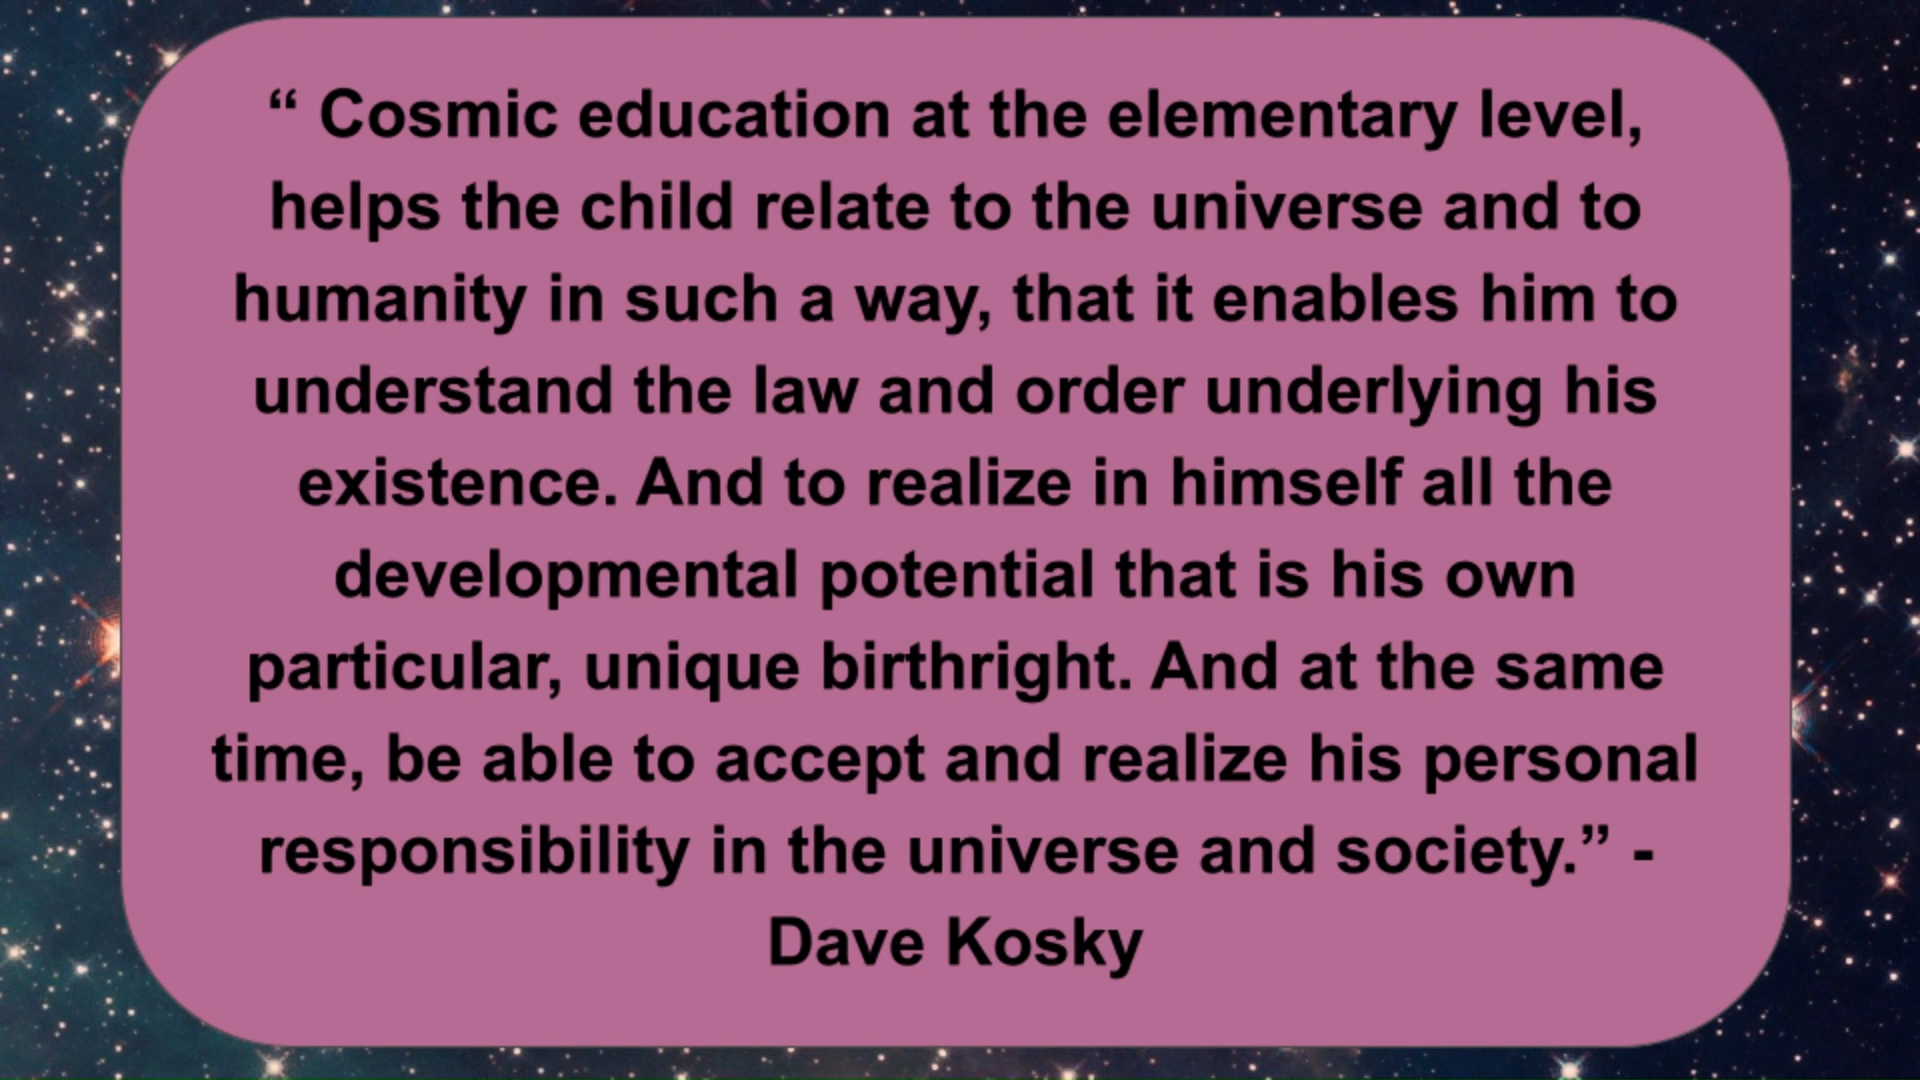 “ Cosmic education at the elementary level,
helps the child relate to the universe and to
humanity in such a way, that it enables him to
understand the law and order underlying his
existence. And to realize in himself all the
developmental potential that is his own
particular, unique birthright. And at the same
time, be able to accept and realize his personal
responsibility in the universe and society.” -
Dave Kosky